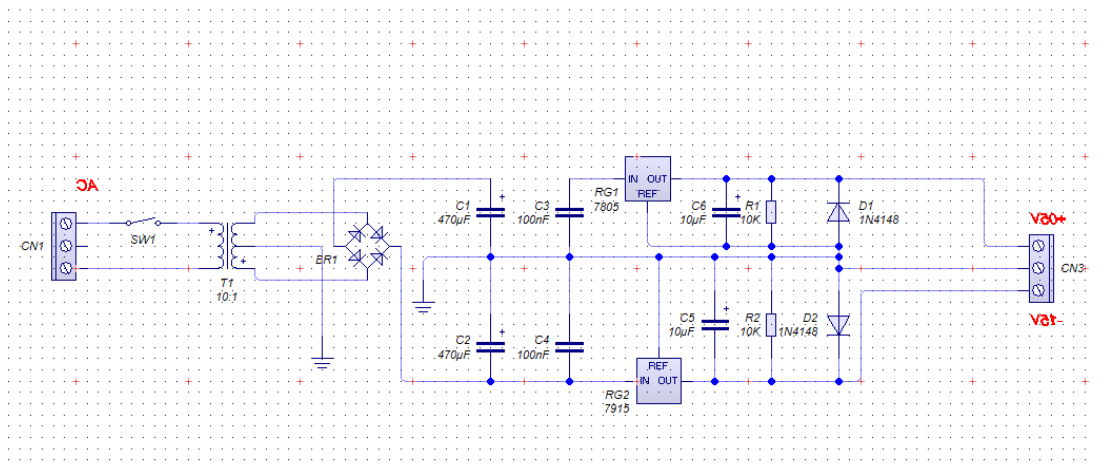 AC
CN1
SW1
T1
10:1
BR1
C1
470µF
+
C3
100nF
RG1
7805
IN OUT
REF
C6
10µF
+
R1
10K
D1
1N4148
+05V
CN3
-15V
C2
470µF
+
C4
100nF
RG2
7915
REF
IN OUT
C5
10µF
+
R2
10K
D2
1N4148
+
+